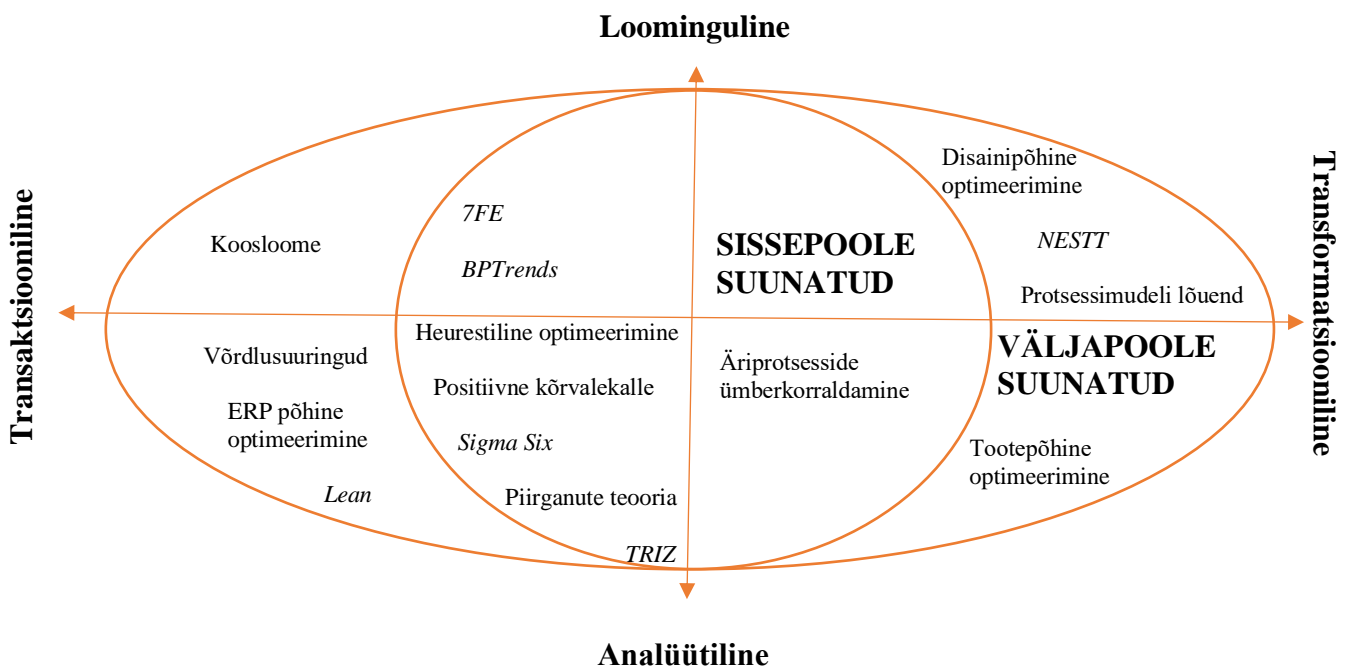 Loominguline
Transaktsiooniline
Transformatsiooniline
Disainipõhine
optimeerimine
7FE
Koosloome
SISSEPOOLE
SUUNATUD
NESTT
BPTrends
Protsessimudeli lõuend
Heurestiline optimeerimine
Võrdlusuuringud
Äriprotsesside
ümberkorraldamine
VÄLJAPOOLE
SUUNATUD
Positiivne kõrvalekalle
ERP põhine
optimeerimine
Sigma Six
Tootepõhine
optimeerimine
Lean
Piirganute teooria
TRIZ
Analüütiline